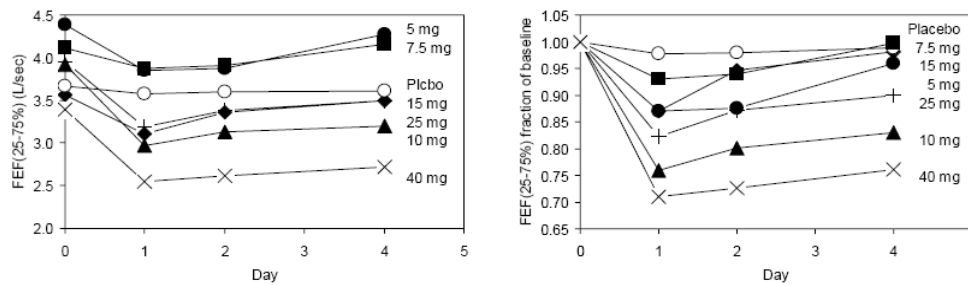 4.5
4.0
3.5
3.0
2.5
2.0
FEF(25-75%) (L/sec)
0
1
2
3
4
5
Day
5 mg
7.5 mg
Plcbo
15 mg
25 mg
10 mg
40 mg
1.00
0.95
0.90
0.85
0.80
0.75
0.70
0.65
FEF(25-75%) fraction of baseline
0
1
2
3
4
Day
Placebo
7.5 mg
15 mg
5 mg
25 mg
10 mg
40 mg